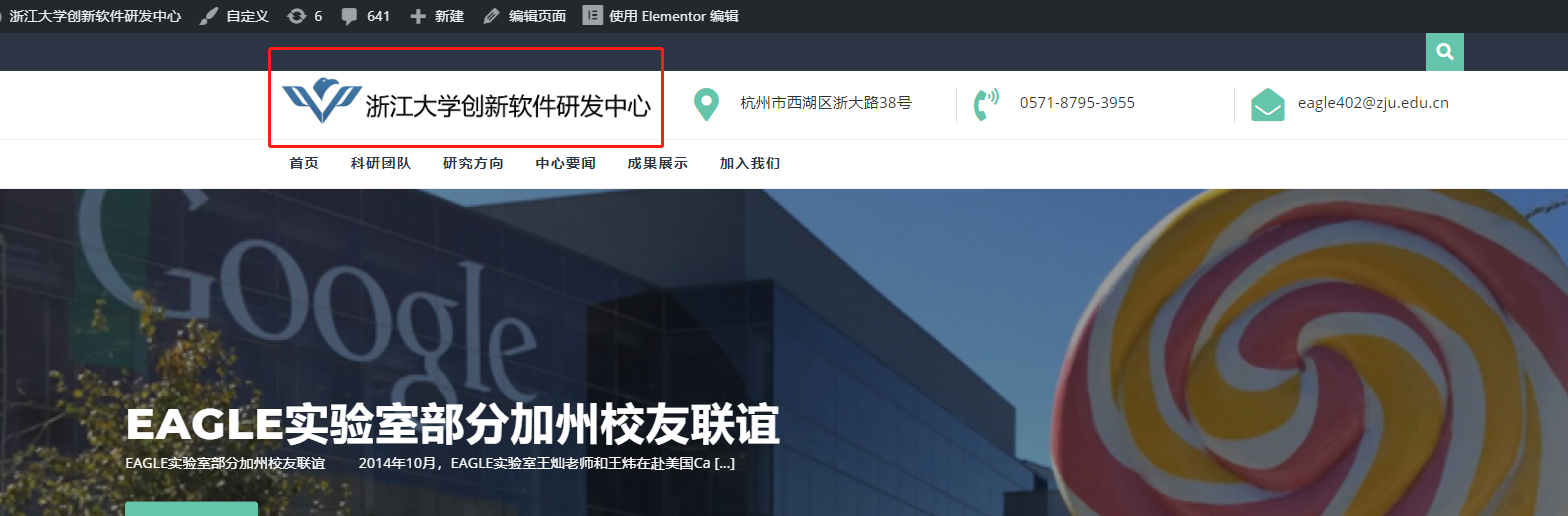 浙江大学创新软件研发中心 自定义 6 641 新建 编辑页面 使用 Elementor 编辑
浙江大学创新软件研发中心 杭州市西湖区浙大路38号 0571-8795-3955 eagle402@zju.edu.cn
首页 科研团队 研究方向 中心要闻 成果展示 加入我们
Google
EAGLE实验室部分加州校友联谊
EAGLE实验室部分加州校友联谊 2014年10月，EAGLE实验室王灿老师和王炜在赴美国Ca [...]